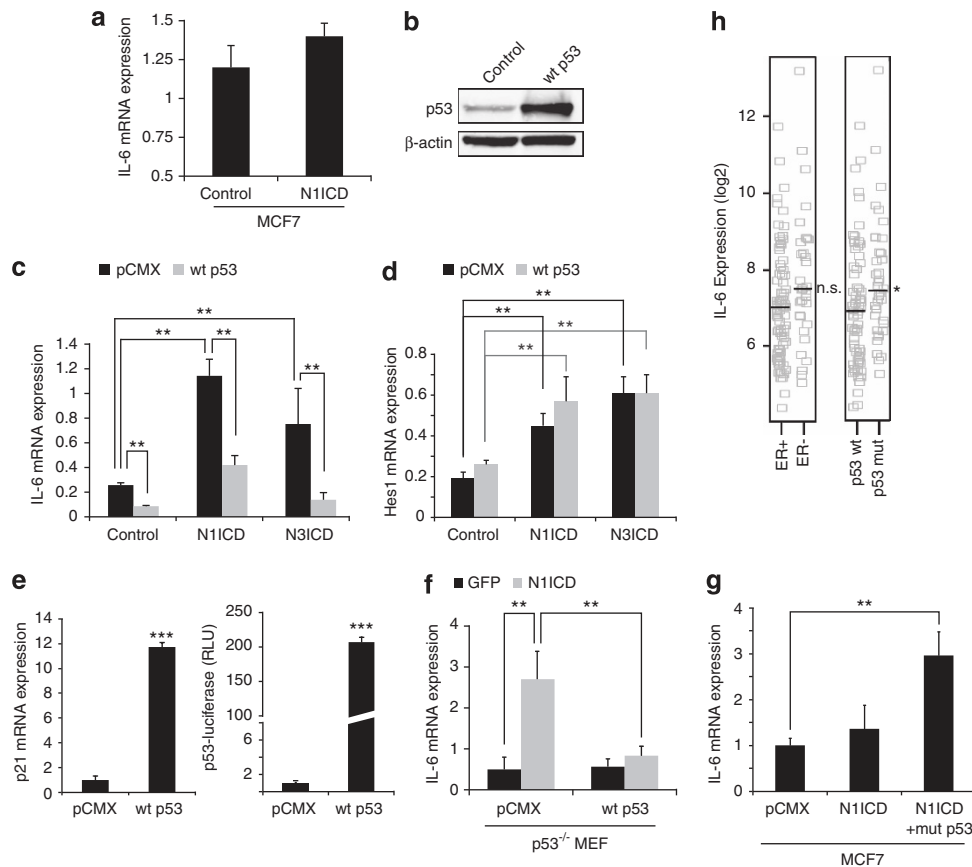 a
IL-6 mRNA expression
1.5
1.25
1
0.75
0.5
Control
N1ICD
MCF7
b
Control
wt p53
p53
β-actin
c
pCMX
wt p53
IL-6 mRNA expression
1.6
1.4
1.2
1
0.8
0.6
0.4
0.2
0
**
**
**
**
**
Control
N1ICD
N3ICD
d
pCMX
wt p53
Hes1 mRNA expression
0.8
0.6
0.4
0.2
0
**
**
**
**
Control
N1ICD
N3ICD
e
p21 mRNA expression
14
12
10
8
6
4
2
0
***
pCMX
wt p53
p53-luciferase (RLU)
250
200
150
100
8
6
4
2
***
pCMX
wt p53
f
GFP
N1ICD
IL-6 mRNA expression
4
3
2
1
0
**
**
pCMX
wt p53
p53-/- MEF
g
IL-6 mRNA expression
4
3
2
1
0
**
pCMX
N1ICD
N1ICD
+mut p53
MCF7
h
IL-6 Expression (log2)
12
10
8
6
n.s.
*
ER+
ER-
p53 wt
p53 mut